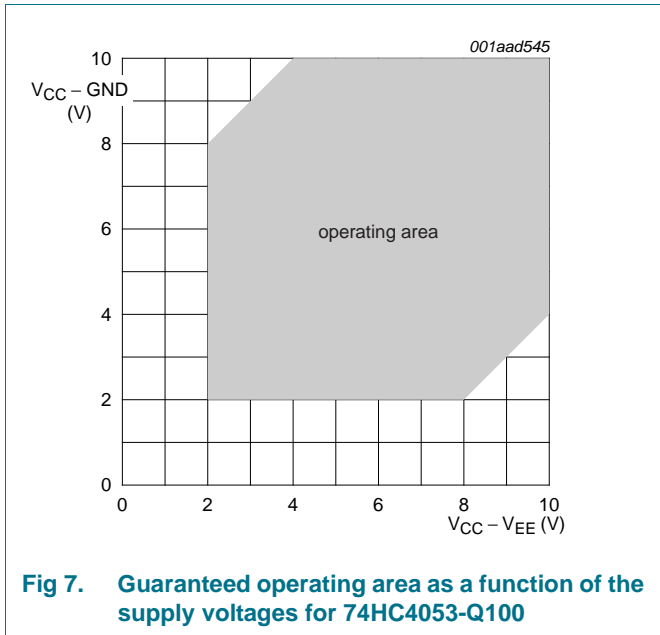 001aad545
10
VCC – GND
(V)
8
6
operating area
4
2
0
0 2 4 6 8 10
VCC – VEE (V)
Fig 7. Guaranteed operating area as a function of the
supply voltages for 74HC4053-Q100